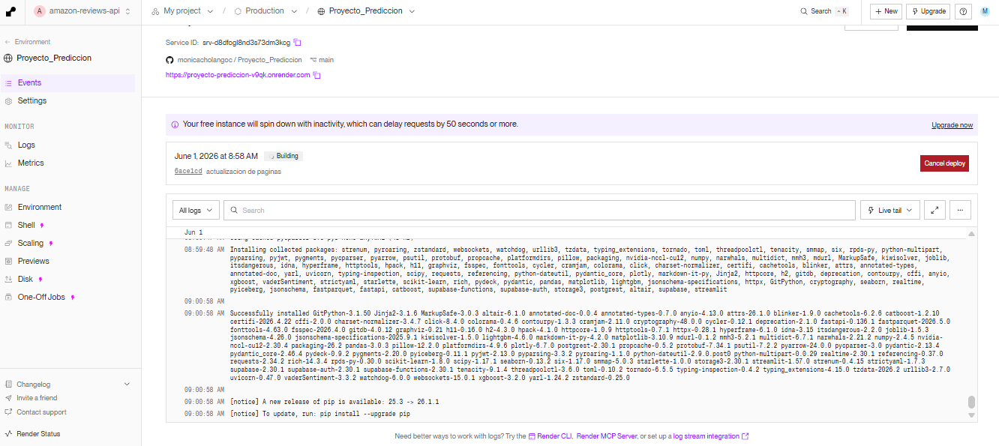 A amazon-reviews-api
My project / Production / Proyecto_Prediccion
Search ⌃ K
+ New
Upgrade
M
← Environment
Proyecto_Prediccion
Events
Settings
MONITOR
Logs
Metrics
MANAGE
Environment
Shell
Scaling
Previews
Disk
One-Off Jobs
Changelog
Invite a friend
Contact support
Render Status
Service ID: srv-d8dfogl8nd3s73dm3kcg
monicacholangoc / Proyecto_Prediccion main
https://proyecto-prediccion-v9qk.onrender.com
Your free instance will spin down with inactivity, which can delay requests by 50 seconds or more.
Upgrade now
June 1, 2026 at 8:58 AM Building
6ace1cd actualizacion de paginas
Cancel deploy
All logs
Search
Live tail
...
Jun 1
08:59:48 AM Installing collected packages: strenum, pyroaring, zstandard, websockets, watchdog, urllib3, tzdata, typing_extensions, tornado, toml, threadpoolctl, tenacity, smmap, six, rpds-py, python-multipart,
pyparsing, pyjwt, pygments, pycparser, pyarrow, psutil, protobuf, propcache, platformdirs, pillow, packaging, nvidia-nccl-cu12, numpy, narwhals, multidict, mmh3, mdurl, MarkupSafe, kiwisolver, joblib,
itsdangerous, idna, hyperframe, httptools, hpack, h11, graphviz, fsspec, fonttools, cycler, cramjam, colorama, click, charset-normalizer, certifi, cachetools, blinker, attrs, annotated-types,
annotated-doc, yarl, uvicorn, typing-inspection, scipy, requests, referencing, python-dateutil, pydantic_core, plotly, markdown-it-py, Jinja2, httpcore, h2, gitdb, deprecation, contourpy, cffi, anyio,
xgboost, vaderSentiment, strictyaml, starlette, scikit-learn, rich, pydeck, pydantic, pandas, matplotlib, lightgbm, jsonschema-specifications, httpx, GitPython, cryptography, seaborn, realtime,
pyiceberg, jsonschema, fastparquet, fastapi, catboost, supabase-functions, supabase-auth, storage3, postgrest, altair, supabase, streamlit
09:00:58 AM
09:00:58 AM Successfully installed GitPython-3.1.50 Jinja2-3.1.6 MarkupSafe-3.0.3 altair-6.1.0 annotated-doc-0.0.4 annotated-types-0.7.0 anyio-4.13.0 attrs-26.1.0 blinker-1.9.0 cachetools-6.2.6 catboost-1.2.10
certifi-2026.4.22 cffi-2.0.0 charset-normalizer-3.4.7 click-8.4.0 colorama-0.4.6 contourpy-1.3.3 cramjam-2.11.0 cryptography-48.0.0 cycler-0.12.1 deprecation-2.1.0 fastapi-0.136.1 fastparquet-2026.5.0
fonttools-4.63.0 fsspec-2026.4.0 gitdb-4.0.12 graphviz-0.21 h11-0.16.0 h2-4.3.0 hpack-4.1.0 httpcore-1.0.9 httptools-0.7.1 httpx-0.28.1 hyperframe-6.1.0 idna-3.15 itsdangerous-2.2.0 joblib-1.5.3
jsonschema-4.26.0 jsonschema-specifications-2025.9.1 kiwisolver-1.5.0 lightgbm-4.6.0 markdown-it-py-4.2.0 matplotlib-3.10.9 mdurl-0.1.2 mmh3-5.2.1 multidict-6.7.1 narwhals-2.21.2 numpy-2.4.5 nvidia-
nccl-cu12-2.30.4 packaging-26.2 pandas-3.0.3 pillow-12.2.0 platformdirs-4.9.6 plotly-6.7.0 postgrest-2.30.1 propcache-0.5.2 protobuf-7.34.1 psutil-7.2.2 pyarrow-24.0.0 pycparser-3.0 pydantic-2.13.4
pydantic_core-2.46.4 pydeck-0.9.2 pygments-2.20.0 pyiceberg-0.11.1 pyjwt-2.13.0 pyparsing-3.3.2 pyroaring-1.1.0 python-dateutil-2.9.0.post0 python-multipart-0.0.29 realtime-2.30.1 referencing-0.37.0
requests-2.34.2 rich-14.3.4 rpds-py-0.30.0 scikit-learn-1.8.0 scipy-1.17.1 seaborn-0.13.2 six-1.17.0 smmap-5.0.3 starlette-1.0.0 storage3-2.30.1 streamlit-1.57.0 strenum-0.4.15 strictyaml-1.7.3
supabase-2.30.1 supabase-auth-2.30.1 supabase-functions-2.30.1 tenacity-9.1.4 threadpoolctl-3.6.0 toml-0.10.2 tornado-6.5.5 typing-inspection-0.4.2 typing_extensions-4.15.0 tzdata-2026.2 urllib3-2.7.0
uvicorn-0.47.0 vaderSentiment-3.3.2 watchdog-6.0.0 websockets-15.0.1 xgboost-3.2.0 yarl-1.24.2 zstandard-0.25.0
09:00:58 AM
09:00:58 AM [notice] A new release of pip is available: 25.3 -> 26.1.1
09:00:58 AM [notice] To update, run: pip install --upgrade pip
Need better ways to work with logs? Try the Render CLI, Render MCP Server, or set up a log stream integration